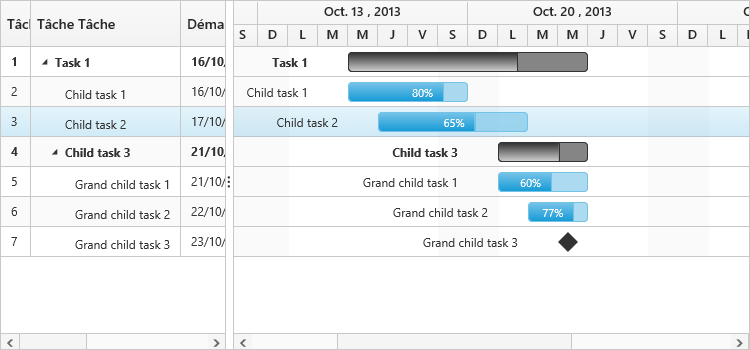 Oct. 13 , 2013 Oct. 20 , 2013
Tâche Tâche Déma
S D L M M J V S D L M M J V S D L M
1 Task 1 16/10, Task 1
2 Child task 1 16/10/ Child task 1 80%
3 Child task 2 17/10/ Child task 2 65%
4 Child task 3 21/10, Child task 3
5 Grand child task 1 21/10/ Grand child task 1 60%
6 Grand child task 2 22/10/ Grand child task 2 77%
7 Grand child task 3 23/10/ Grand child task 3